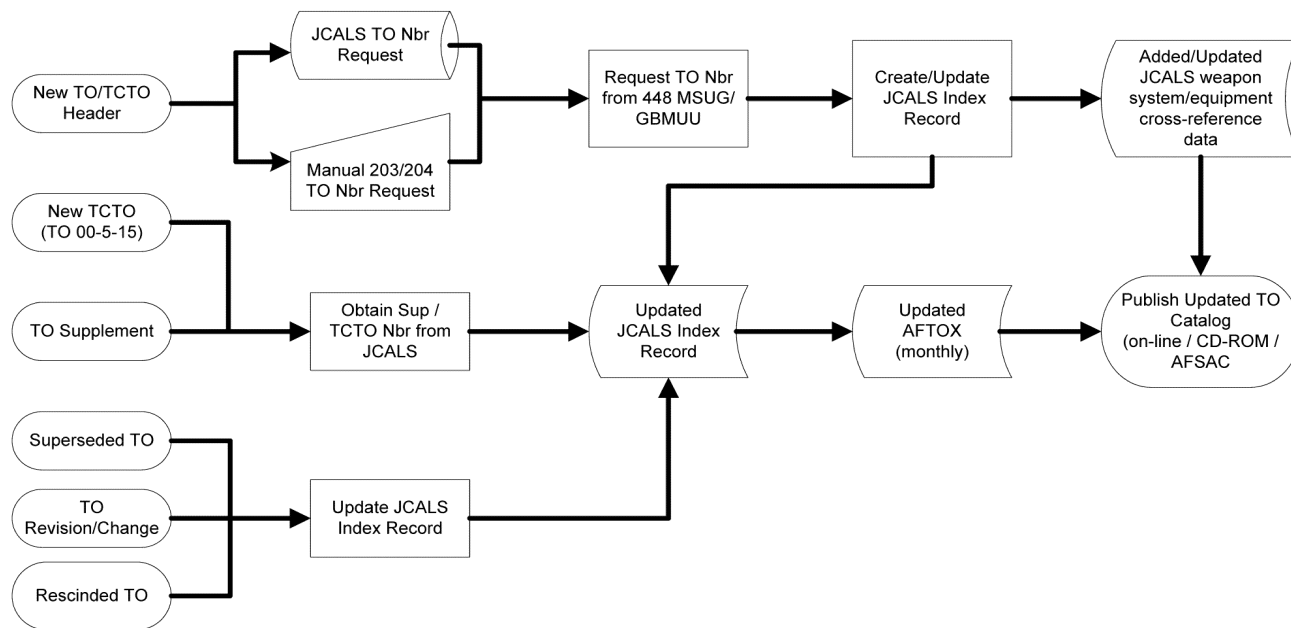 New TO/TCTO
Header
JCALS TO Nbr
Request
Manual 203/204
TO Nbr Request
Request TO Nbr
from 448 MSUG/
GBMUU
Create/Update
JCALS Index
Record
Added/Updated
JCALS weapon
system/equipment
cross-reference
data
New TCTO
(TO 00-5-15)
TO Supplement
Obtain Sup /
TCTO Nbr from
JCALS
Updated
JCALS Index
Record
Updated
AFTOX
(monthly)
Publish Updated TO
Catalog
(on-line / CD-ROM /
AFSAC
Superseded TO
TO
Revision/Change
Rescinded TO
Update JCALS
Index Record